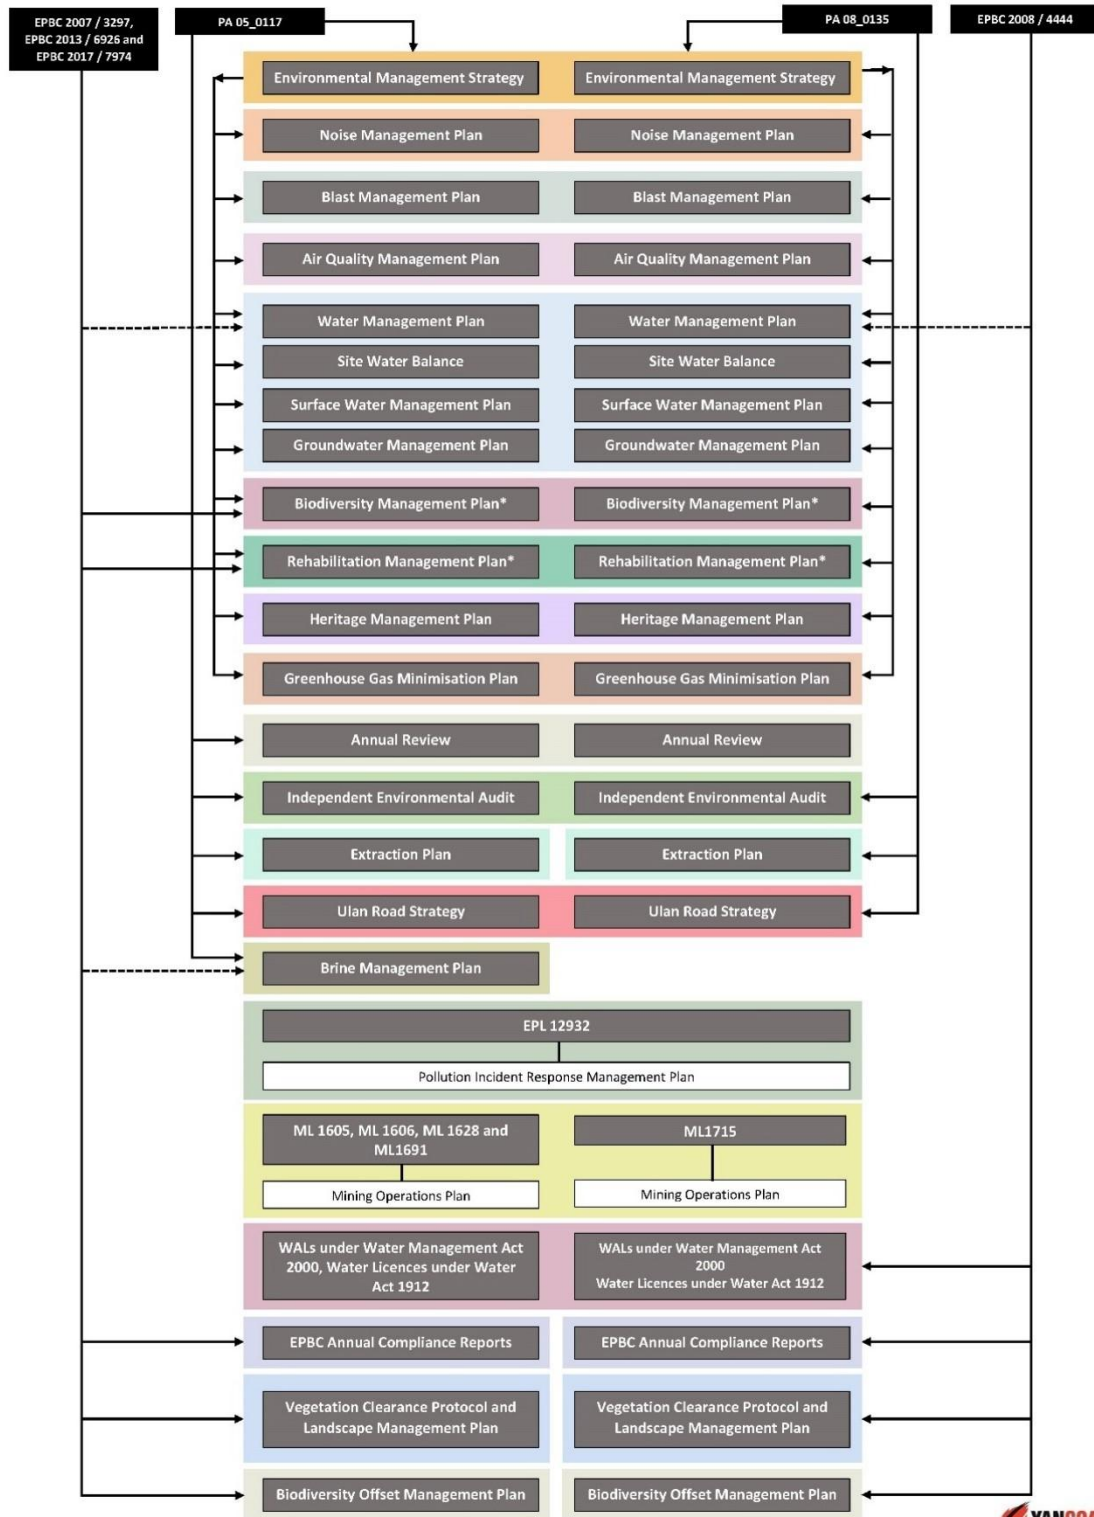 EPBC 2007 / 3297,
EPBC 2013 / 6926 and
EPBC 2017 / 7974
PA 05_0117
PA 08_0135
EPBC 2008 / 4444
Environmental Management Strategy
Environmental Management Strategy
Noise Management Plan
Noise Management Plan
Blast Management Plan
Blast Management Plan
Air Quality Management Plan
Air Quality Management Plan
Water Management Plan
Water Management Plan
Site Water Balance
Site Water Balance
Surface Water Management Plan
Surface Water Management Plan
Groundwater Management Plan
Groundwater Management Plan
Biodiversity Management Plan*
Biodiversity Management Plan*
Rehabilitation Management Plan*
Rehabilitation Management Plan*
Heritage Management Plan
Heritage Management Plan
Greenhouse Gas Minimisation Plan
Greenhouse Gas Minimisation Plan
Annual Review
Annual Review
Independent Environmental Audit
Independent Environmental Audit
Extraction Plan
Extraction Plan
Ulan Road Strategy
Ulan Road Strategy
Brine Management Plan
EPL 12932
Pollution Incident Response Management Plan
ML 1605, ML 1606, ML 1628 and
ML1691
Mining Operations Plan
ML1715
Mining Operations Plan
WALs under Water Management Act
2000, Water Licences under Water
Act 1912
WALs under Water Management Act
2000
Water Licences under Water Act 1912
EPBC Annual Compliance Reports
EPBC Annual Compliance Reports
Vegetation Clearance Protocol and
Landscape Management Plan
Vegetation Clearance Protocol and
Landscape Management Plan
Biodiversity Offset Management Plan
Biodiversity Offset Management Plan